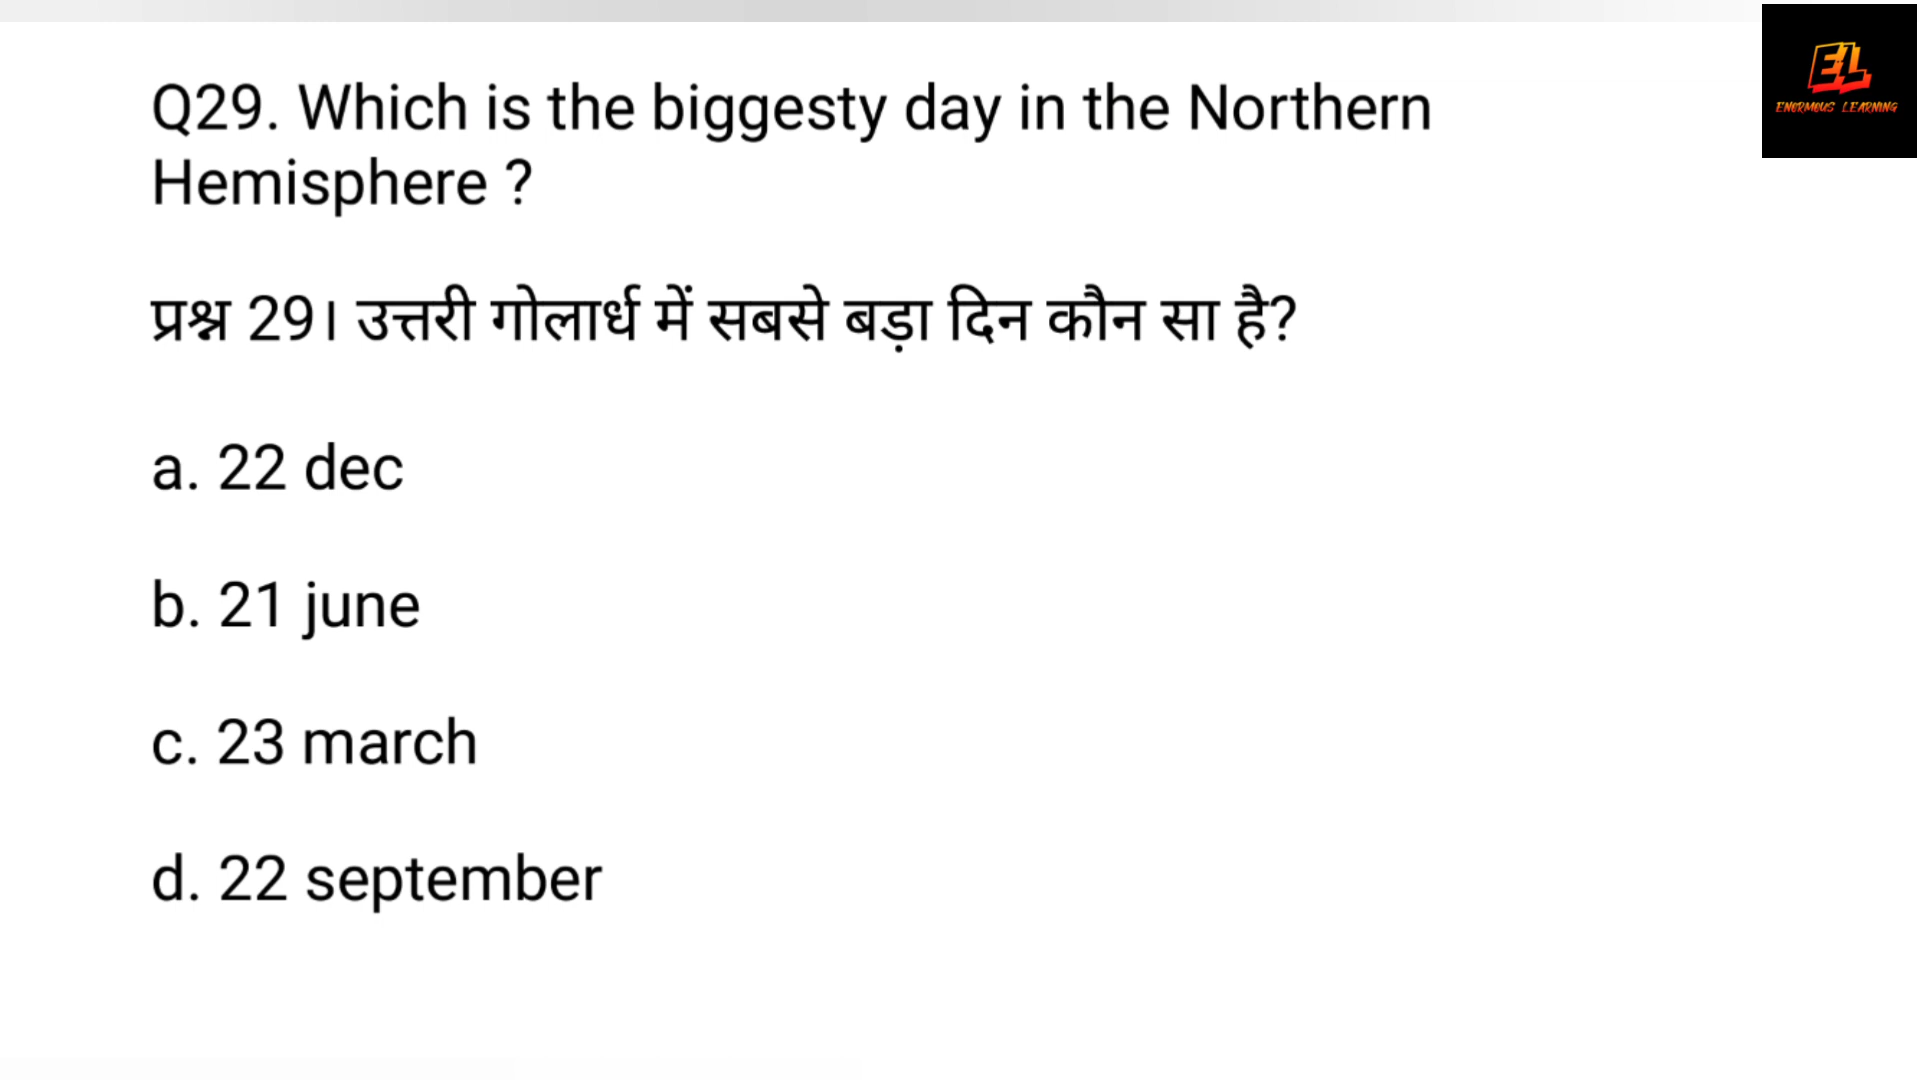 EL
ENORMOUS LEARNING
Q29. Which is the biggesty day in the Northern
Hemisphere ?
प्रश्न 29। उत्तरी गोलार्ध में सबसे बड़ा दिन कौन सा है?
a. 22 dec
b. 21 june
c. 23 march
d. 22 september